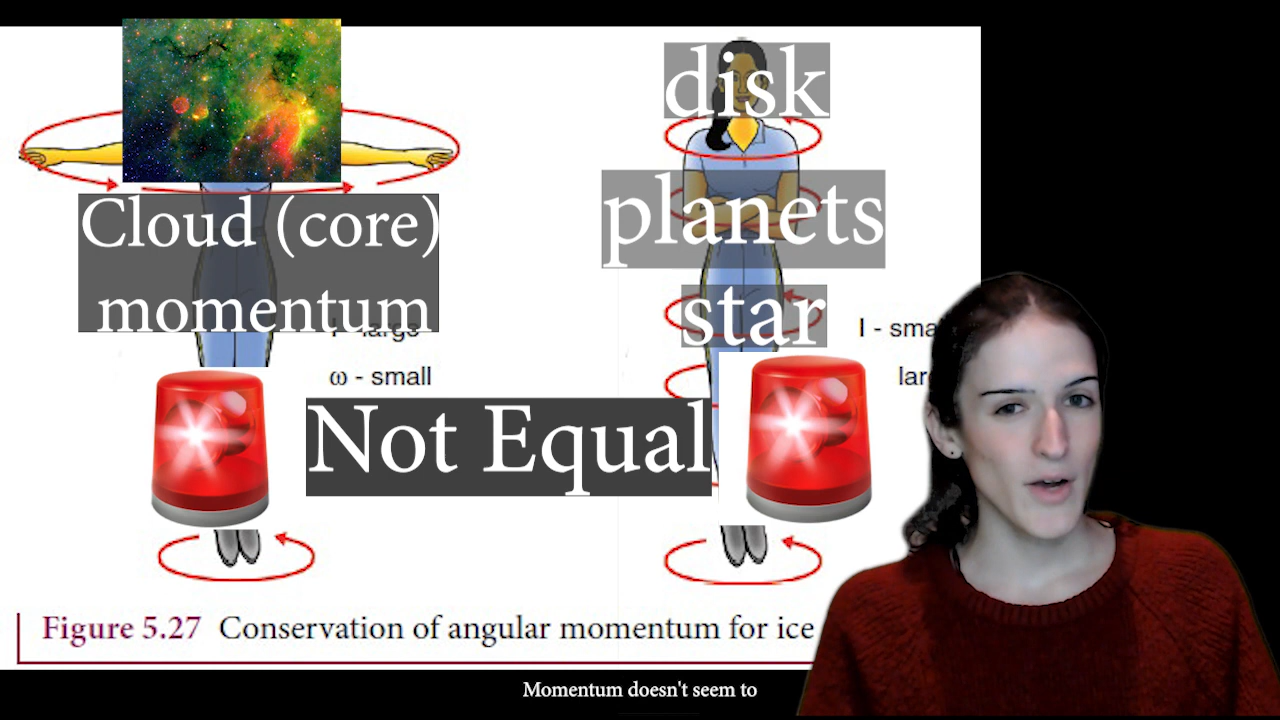 disk
Cloud (core)
momentum
planets
star
I - large
I - sma
ω - small
lar
Not Equal
Figure 5.27 Conservation of angular momentum for ice
Momentum doesn't seem to